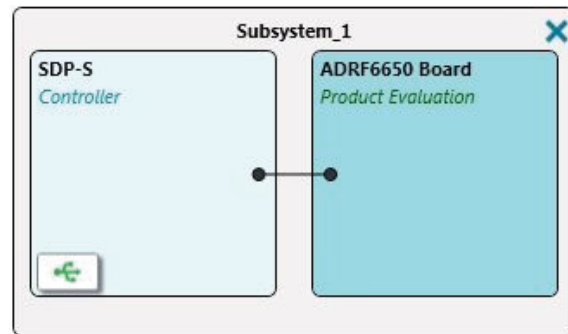 Subsystem_1
SDP-S
Controller
ADRF6650 Board
Product Evaluation